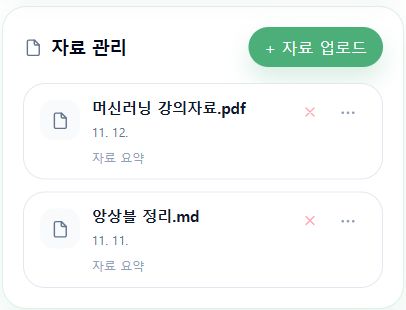 자료 관리
+ 자료 업로드
머신러닝 강의자료.pdf
11. 12.
자료 요약
앙상블 정리.md
11. 11.
자료 요약